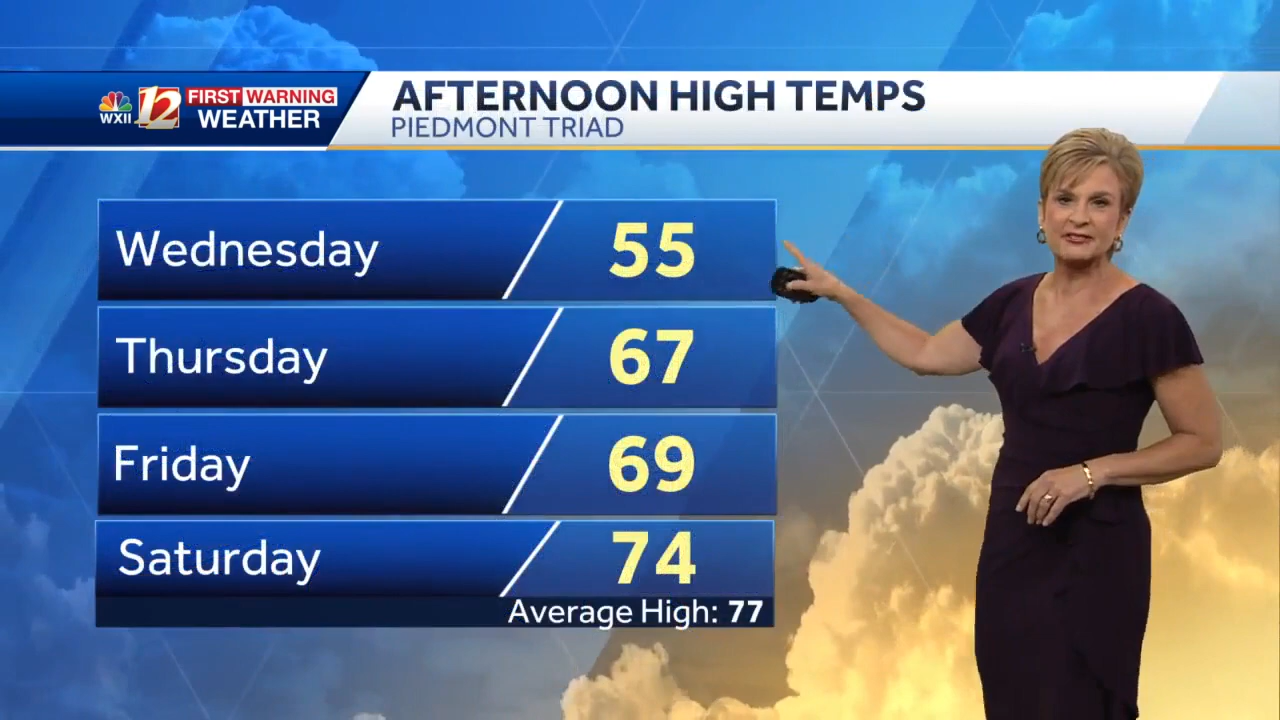 WXII 12 FIRST WARNING
WEATHER
AFTERNOON HIGH TEMPS
PIEDMONT TRIAD
Wednesday 55
Thursday 67
Friday 69
Saturday 74
Average High: 77